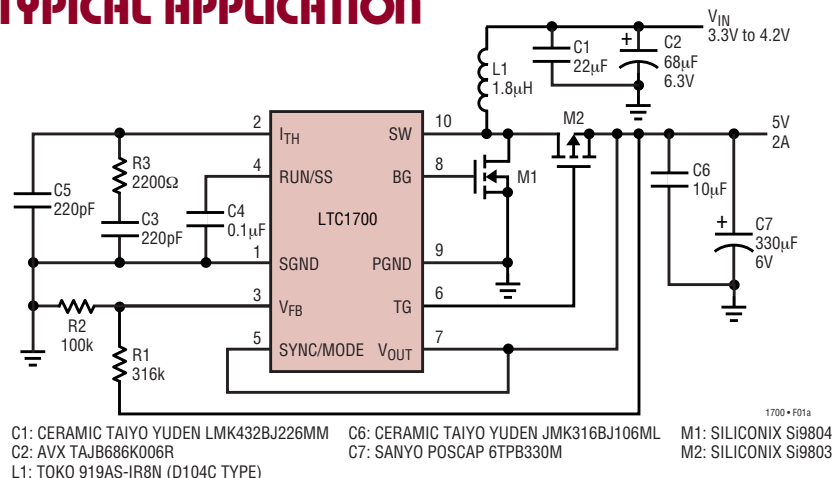 TYPICAL APPLICATION
VIN
3.3V to 4.2V
C1
22µF
+
C2
68µF
6.3V
L1
1.8µH
2
ITH
SW
10
M2
5V
2A
R3
2200Ω
4
RUN/SS
BG
8
M1
C6
10µF
C5
220pF
C3
220pF
C4
0.1µF
LTC1700
+
C7
330µF
6V
1
SGND
PGND
9
3
VFB
TG
6
R2
100k
R1
316k
5
SYNC/MODE
VOUT
7
1700 • F01a
C1: CERAMIC TAIYO YUDEN LMK432BJ226MM
C2: AVX TAJB686K006R
L1: TOKO 919AS-IR8N (D104C TYPE)
C6: CERAMIC TAIYO YUDEN JMK316BJ106ML
C7: SANYO POSCAP 6TPB330M
M1: SILICONIX Si9804
M2: SILICONIX Si9803